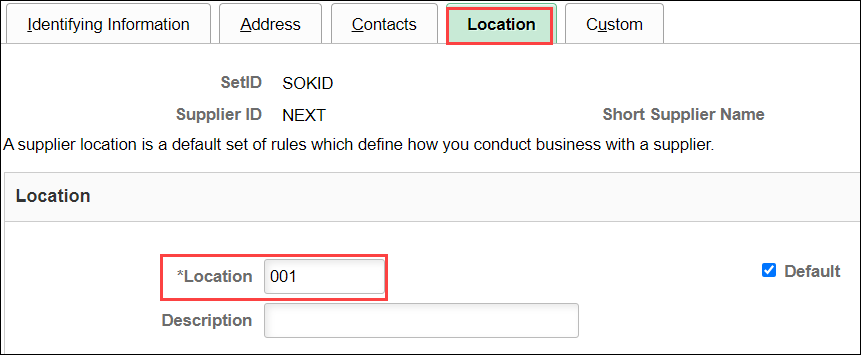 Identifying Information Address Contacts Location Custom
SetID SOKID
Supplier ID NEXT Short Supplier Name
A supplier location is a default set of rules which define how you conduct business with a supplier.
Location
*Location 001 Default
Description